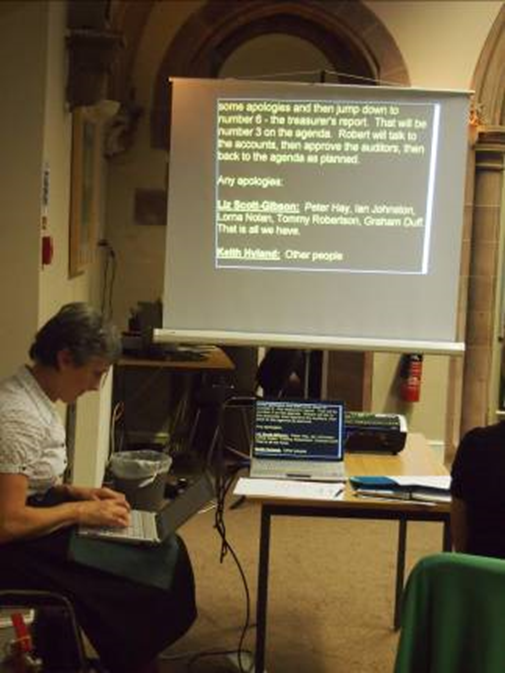 some apologies and then jump down to
number 6 - the treasurer's report. That will be
number 3 on the agenda. Robert will talk to
the accounts, then approve the auditors, then
back to the agenda as planned.
Any apologies:
Liz Scott-Gibson: Peter Hay, Ian Johnston,
Lorna Nolan, Tommy Robertson, Graham Duff.
That is all we have.
Keith Hyland: Other people